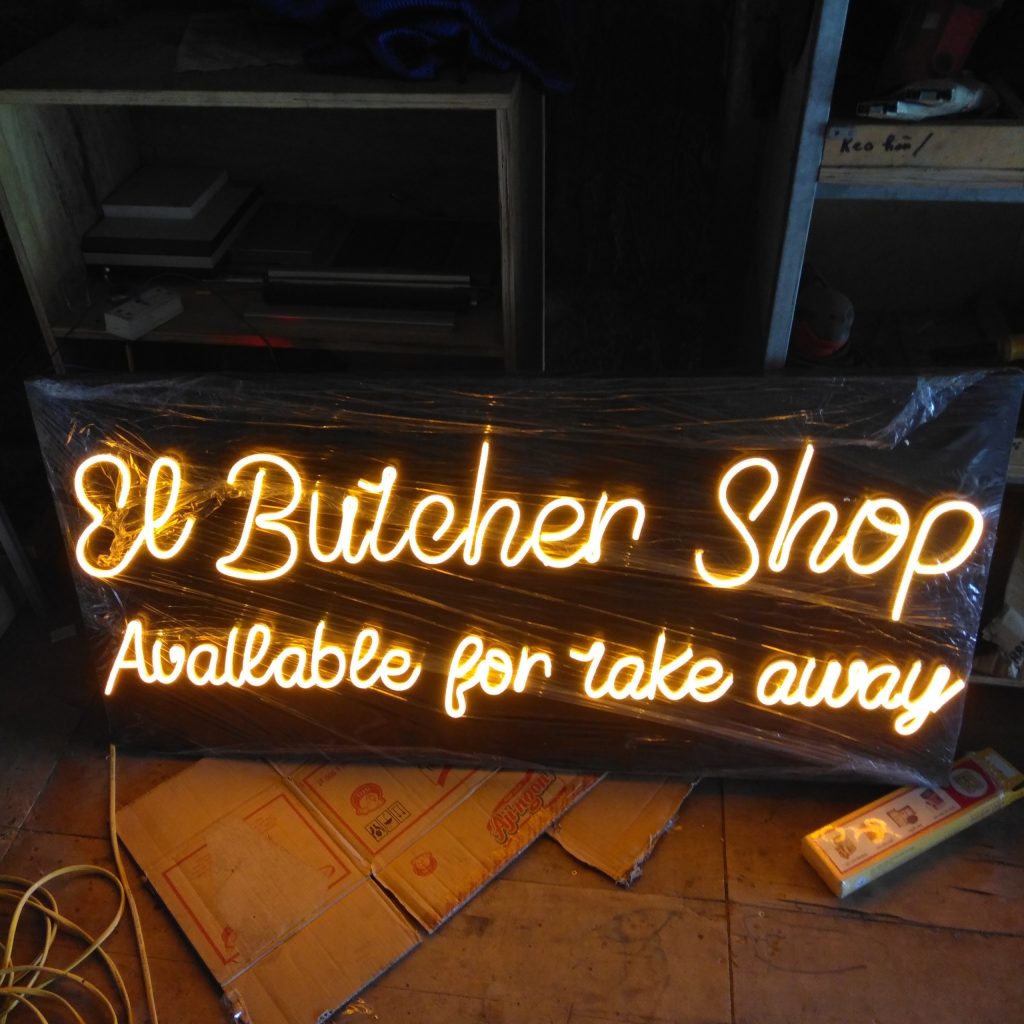 Keo hàn/
El Butcher Shop
Available for take away